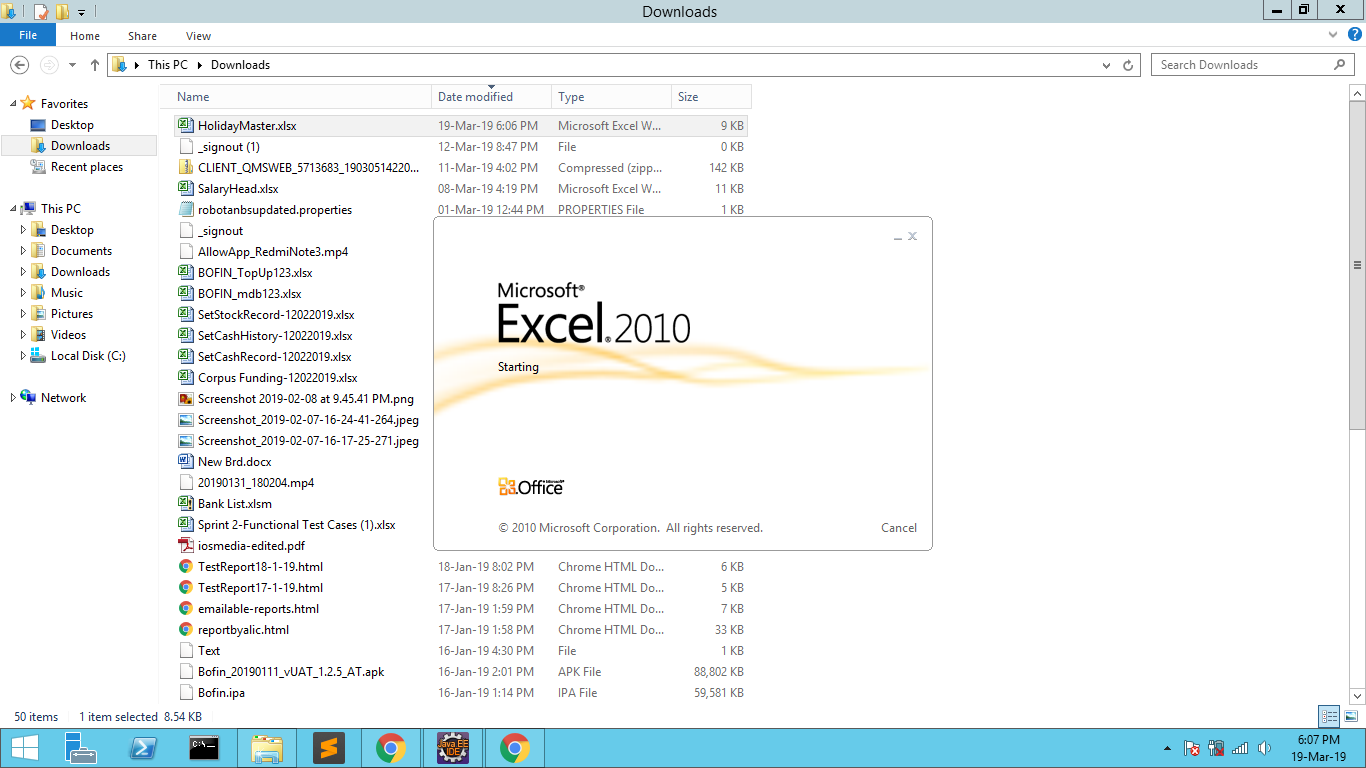 Downloads
File Home Share View
This PC Downloads
Search Downloads
Name Date modified Type Size
Favorites
Desktop
Downloads
Recent places
This PC
Desktop
Documents
Downloads
Music
Pictures
Videos
Local Disk (C:)
Network
HolidayMaster.xlsx 19-Mar-19 6:06 PM Microsoft Excel W... 9 KB
_signout (1) 12-Mar-19 8:47 PM File 0 KB
CLIENT_QMSWEB_5713683_19030514220... 11-Mar-19 4:02 PM Compressed (zipp... 142 KB
SalaryHead.xlsx 08-Mar-19 4:19 PM Microsoft Excel W... 11 KB
robotanbsupdated.properties 01-Mar-19 12:44 PM PROPERTIES File 1 KB
_signout
AllowApp_RedmiNote3.mp4
BOFIN_TopUp123.xlsx
BOFIN_mdb123.xlsx
SetStockRecord-12022019.xlsx
SetCashHistory-12022019.xlsx
SetCashRecord-12022019.xlsx
Corpus Funding-12022019.xlsx
Screenshot 2019-02-08 at 9.45.41 PM.png
Screenshot_2019-02-07-16-24-41-264.jpeg
Screenshot_2019-02-07-16-17-25-271.jpeg
New Brd.docx
20190131_180204.mp4
Bank List.xlsm
Sprint 2-Functional Test Cases (1).xlsx
iosmedia-edited.pdf
TestReport18-1-19.html 18-Jan-19 8:02 PM Chrome HTML Do... 6 KB
TestReport17-1-19.html 17-Jan-19 8:26 PM Chrome HTML Do... 5 KB
emailable-reports.html 17-Jan-19 1:59 PM Chrome HTML Do... 7 KB
reportbyalic.html 17-Jan-19 1:58 PM Chrome HTML Do... 33 KB
Text 16-Jan-19 4:30 PM File 1 KB
Bofin_20190111_vUAT_1.2.5_AT.apk 16-Jan-19 2:01 PM APK File 88,802 KB
Bofin.ipa 16-Jan-19 1:14 PM IPA File 59,581 KB
Microsoft®
Excel® 2010
Starting
Microsoft®
Office
© 2010 Microsoft Corporation. All rights reserved.
Cancel
50 items 1 item selected 8.54 KB
C:\_
Java EE
IDE
6:07 PM
19-Mar-19